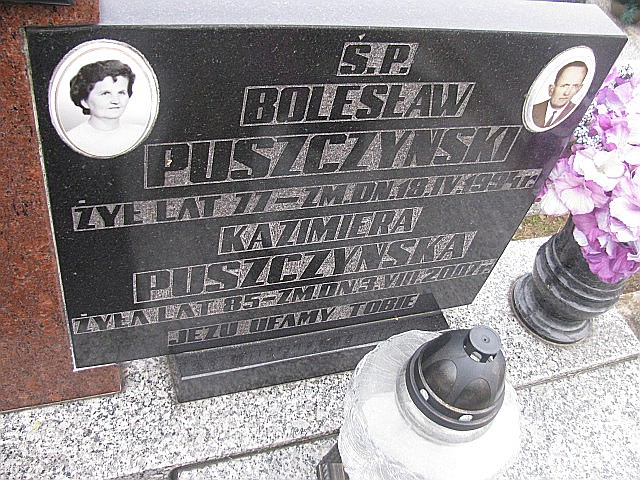 Ś.P.
BOLESŁAW
PUSZCZYŃSKI
ŻYŁ LAT 77 – ZM. DN. 18.IV.1995 r.
KAZIMIERA
PUSZCZYŃSKA
ŻYŁA LAT 85 – ZM. DN 3.VIII.2007 r.
JEZU UFAMY TOBIE